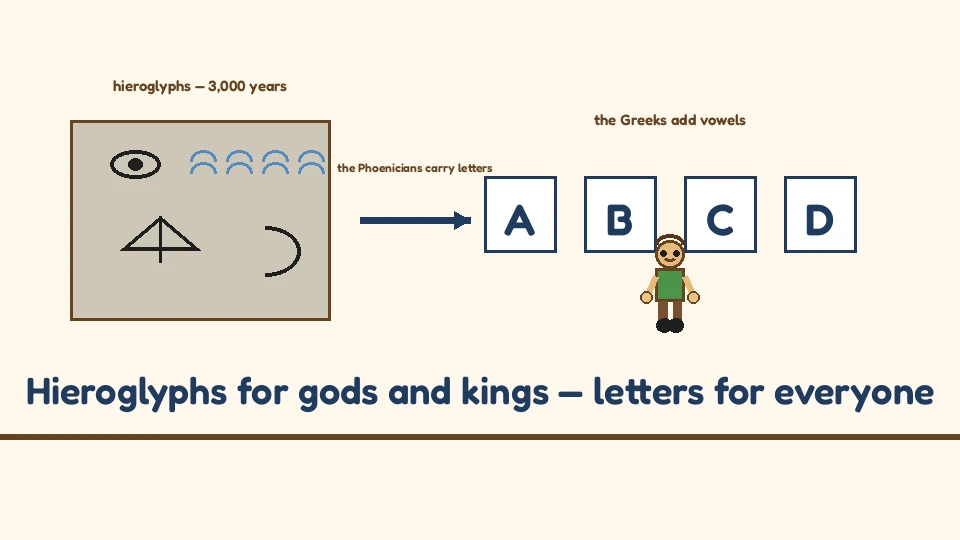 hieroglyphs — 3,000 years
the Greeks add vowels
the Phoenicians carry letters
A B C D
Hieroglyphs for gods and kings — letters for everyone